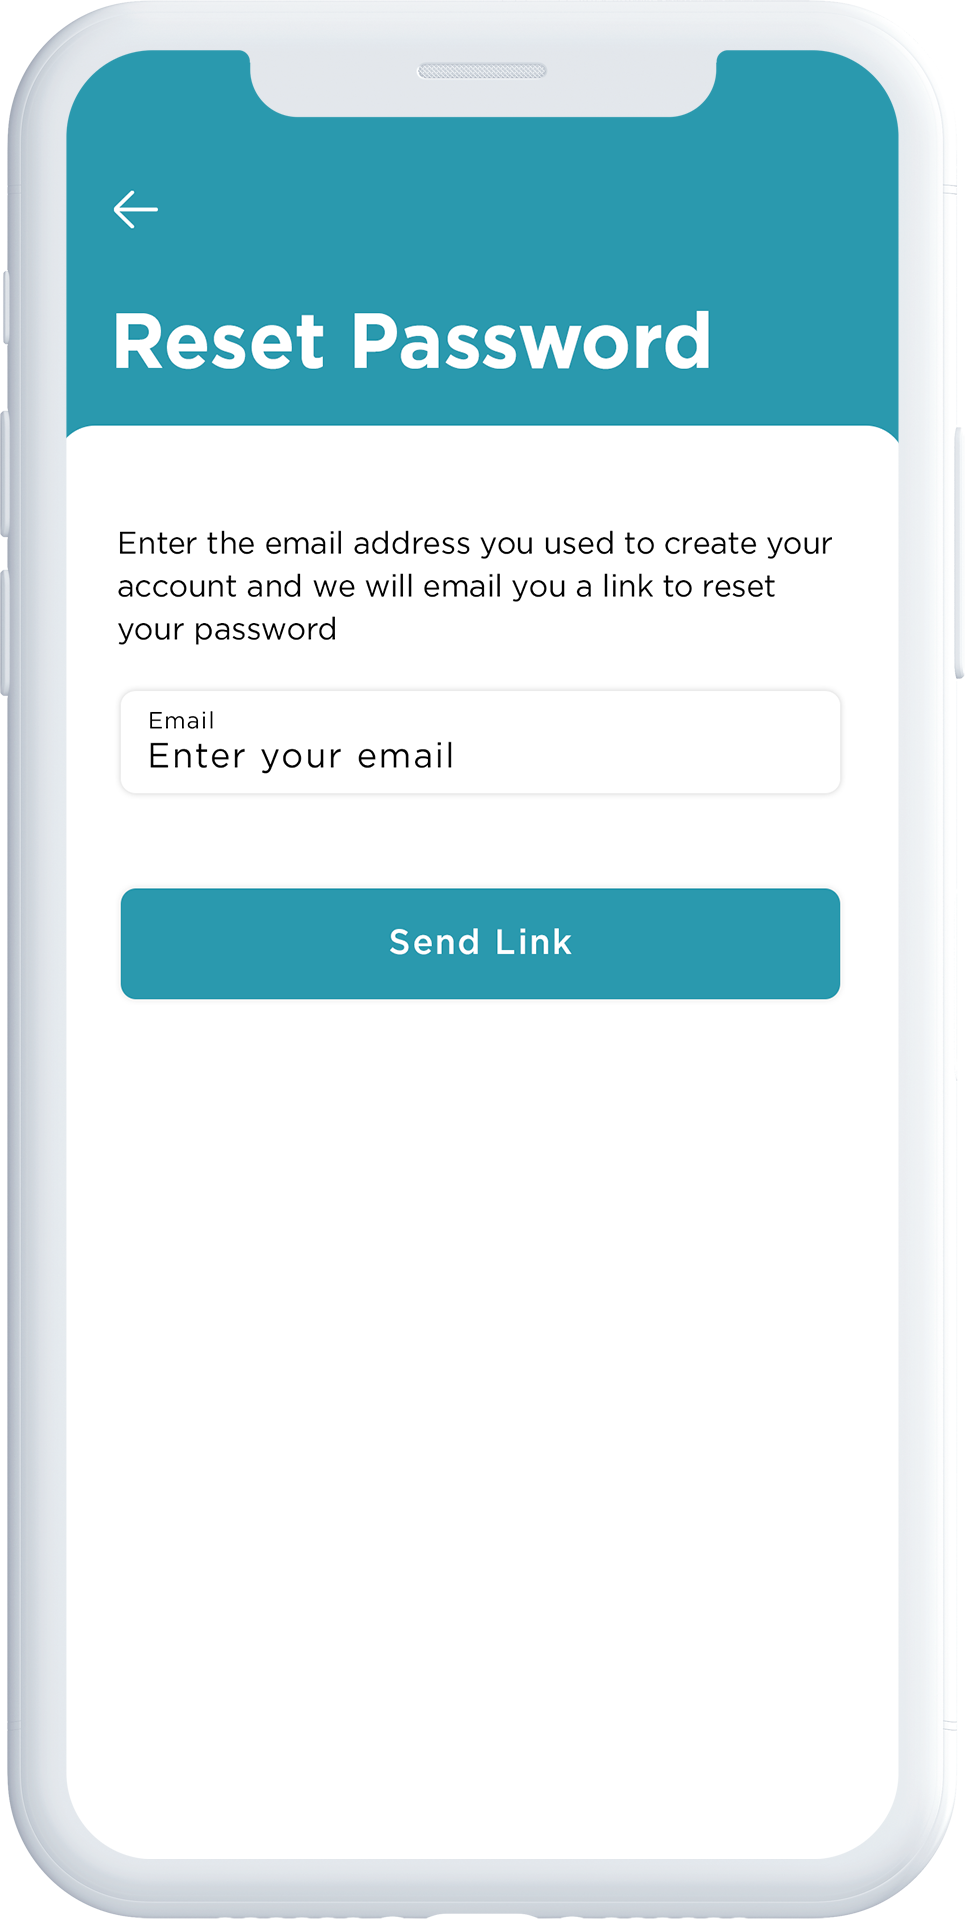 Reset Password
Enter the email address you used to create your
account and we will email you a link to reset
your password
Email
Enter your email
Send Link